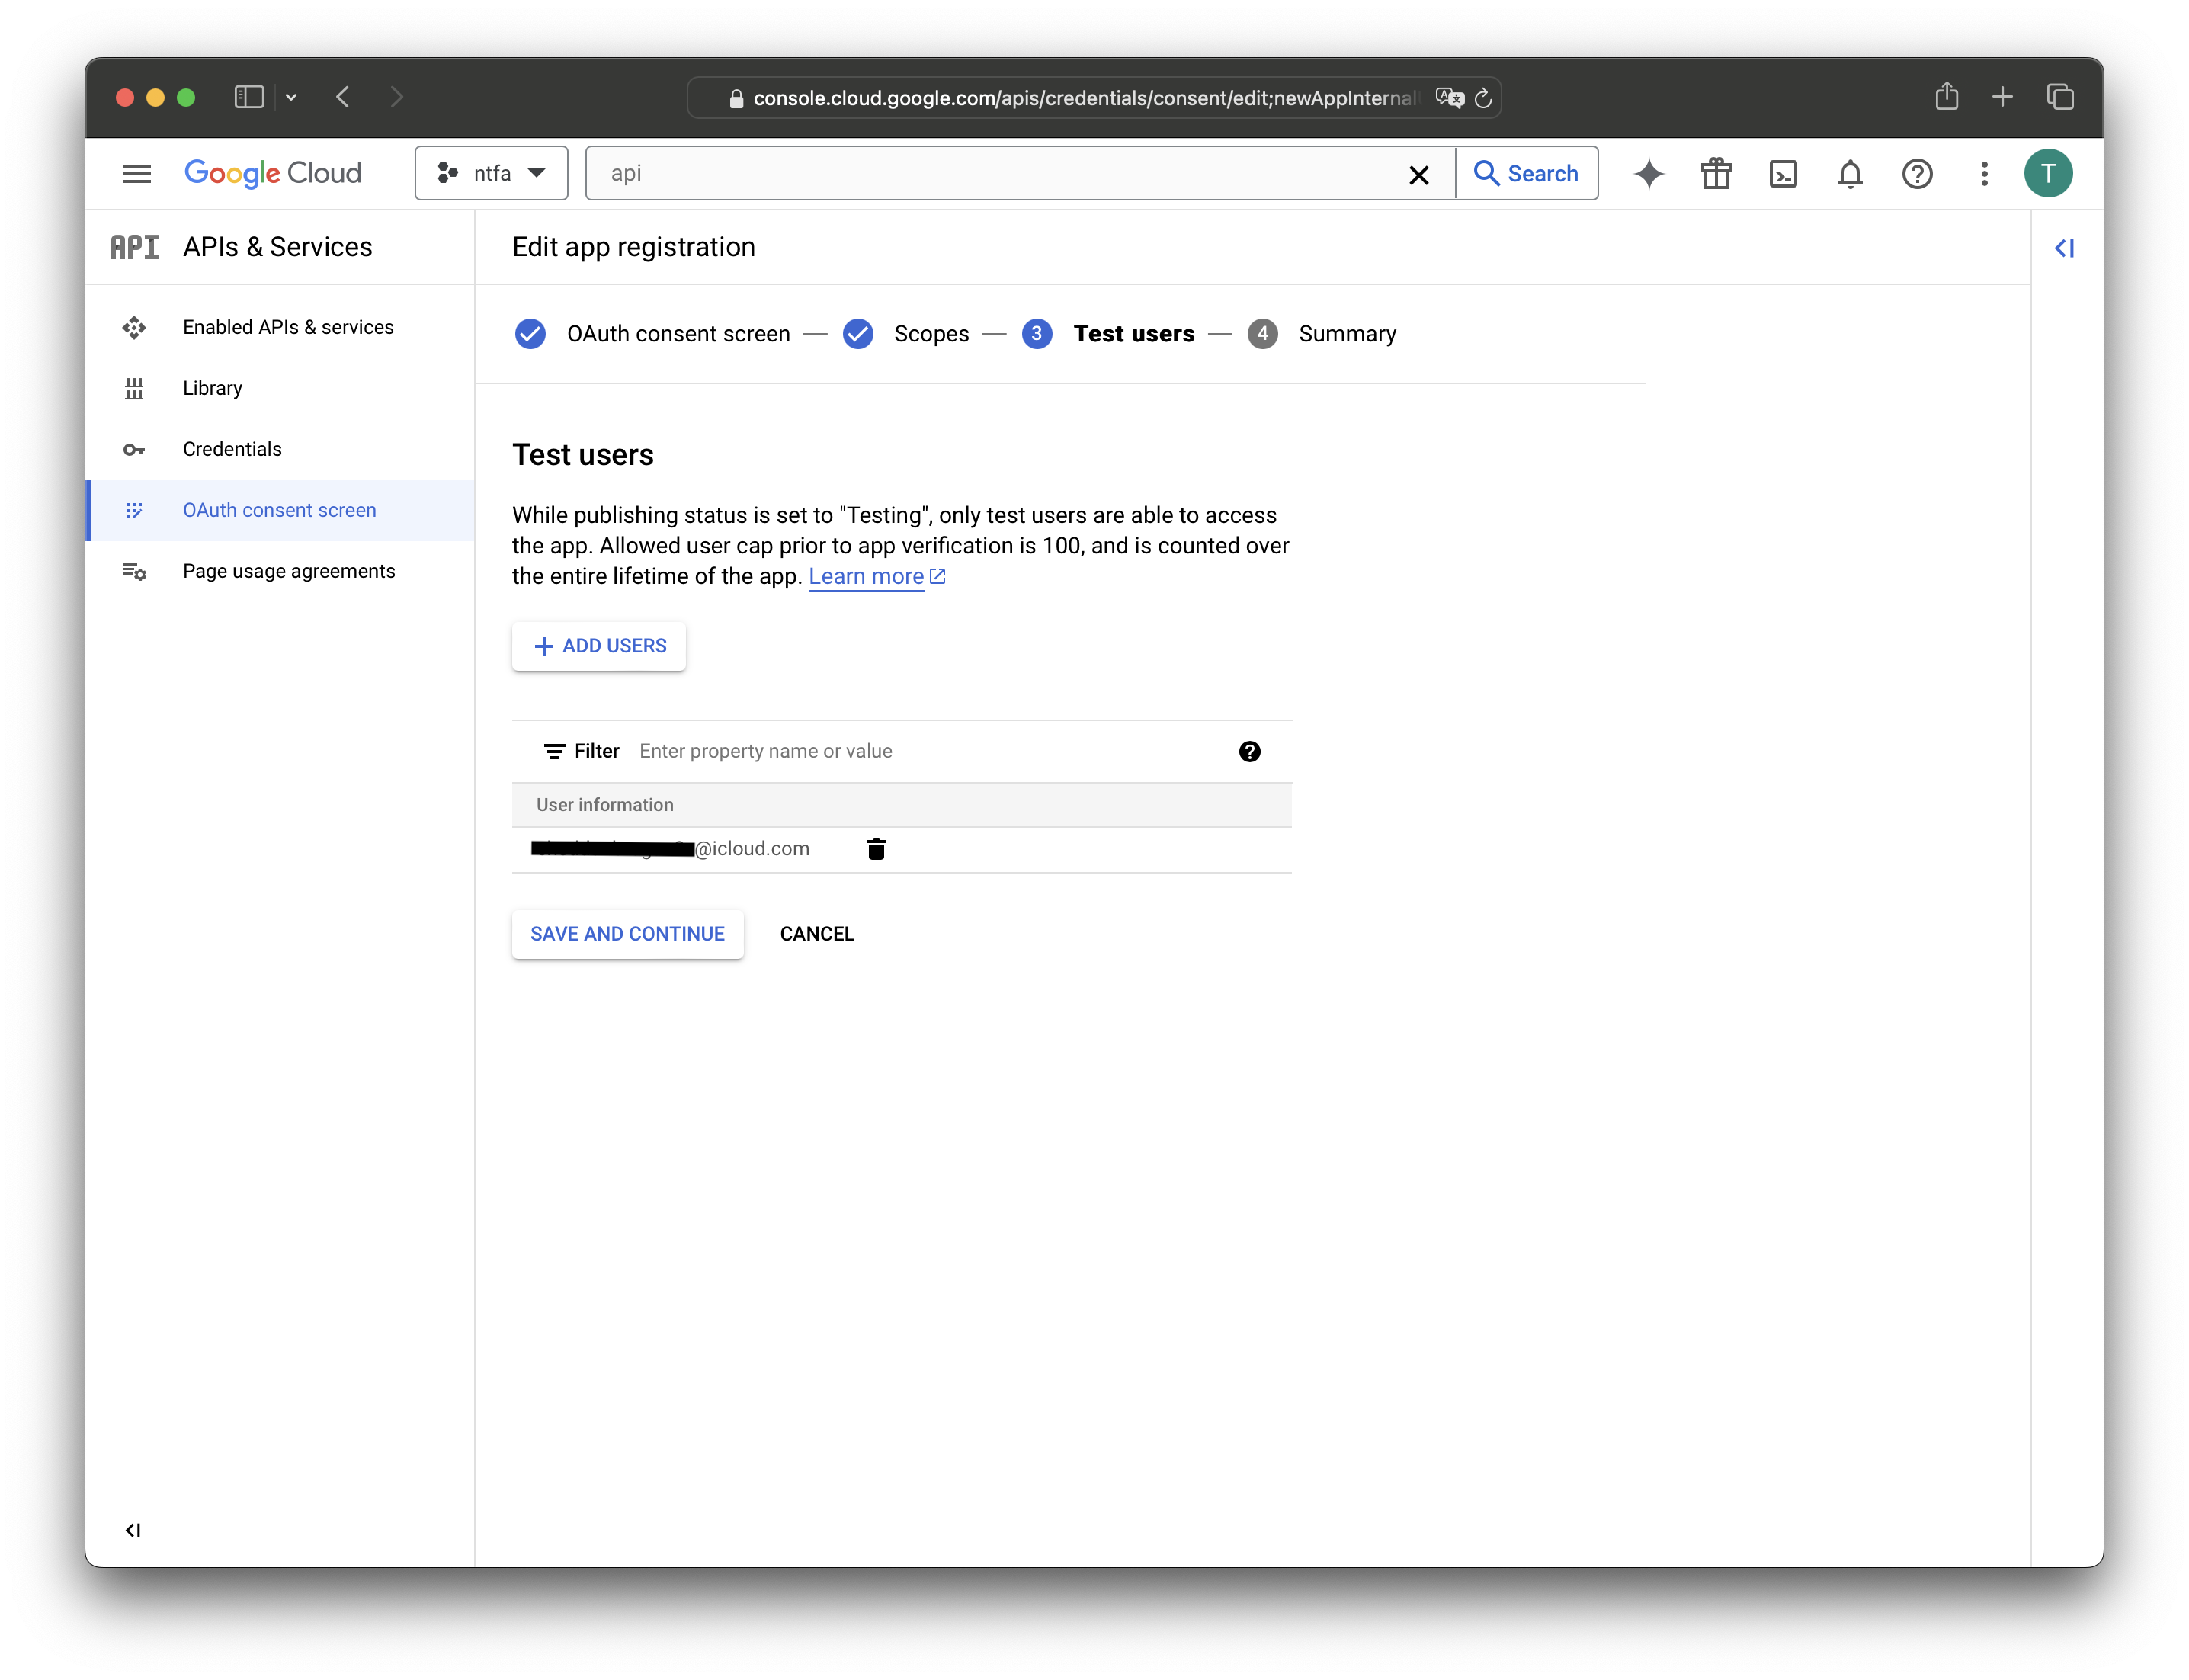 console.cloud.google.com/apis/credentials/consent/edit;newAppInternal
Google Cloud
ntfa
api
Search
T
API
APIs & Services
Edit app registration
Enabled APIs & services
Library
Credentials
OAuth consent screen
Page usage agreements
OAuth consent screen
Scopes
3
Test users
4
Summary
Test users
While publishing status is set to "Testing", only test users are able to access
the app. Allowed user cap prior to app verification is 100, and is counted over
the entire lifetime of the app. Learn more
ADD USERS
Filter
Enter property name or value
User information
@icloud.com
SAVE AND CONTINUE
CANCEL